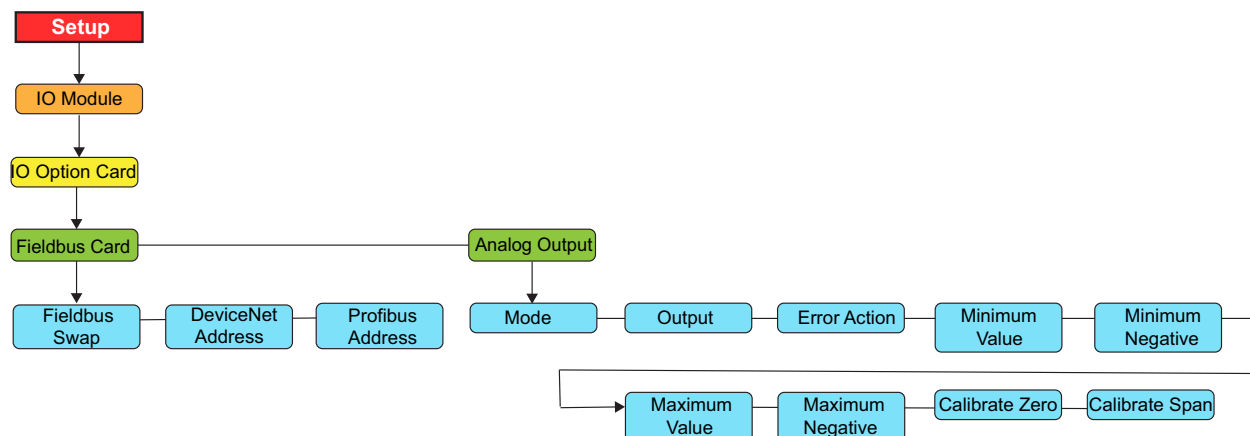 Setup
IO Module
IO Option Card
Fieldbus Card
Analog Output
Fieldbus
Swap
DeviceNet
Address
Profibus
Address
Mode
Output
Error Action
Minimum
Value
Minimum
Negative
Maximum
Value
Maximum
Negative
Calibrate Zero
Calibrate Span